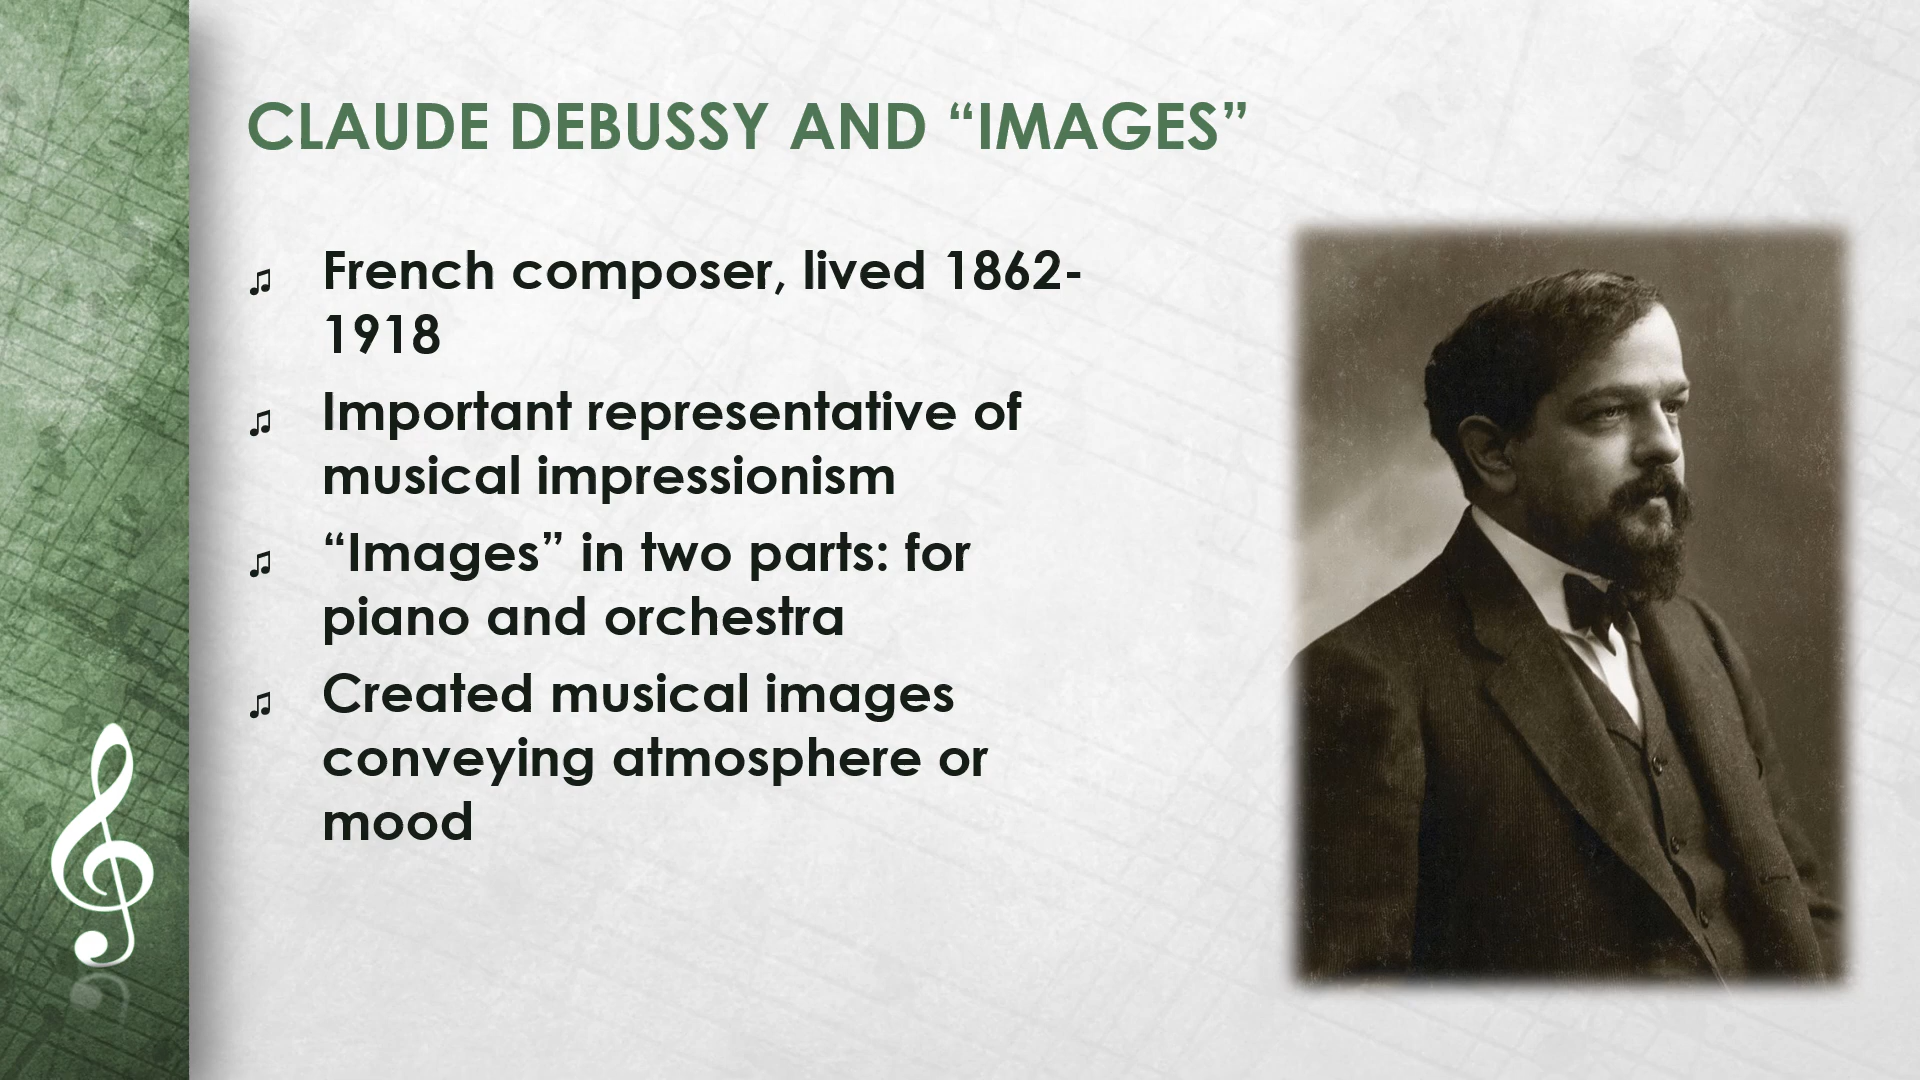 CLAUDE DEBUSSY AND “IMAGES”
♫ French composer, lived 1862-
1918
♫ Important representative of
musical impressionism
♫ “Images” in two parts: for
piano and orchestra
♫ Created musical images
conveying atmosphere or
mood